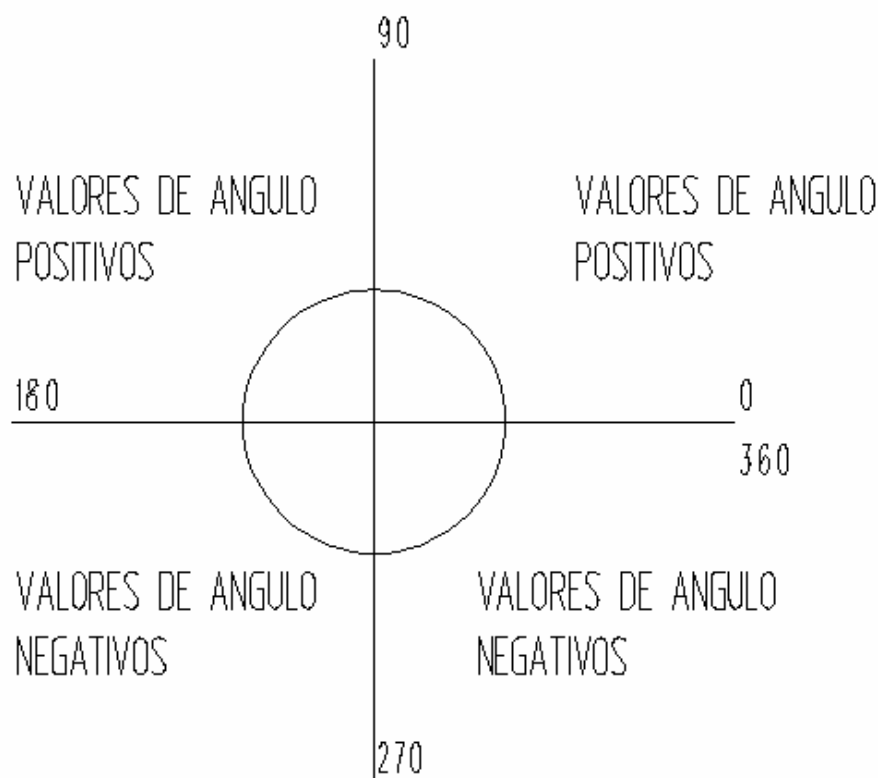 90
VALORES DE ANGULO
POSITIVOS
VALORES DE ANGULO
POSITIVOS
180
0
360
VALORES DE ANGULO
NEGATIVOS
VALORES DE ANGULO
NEGATIVOS
270